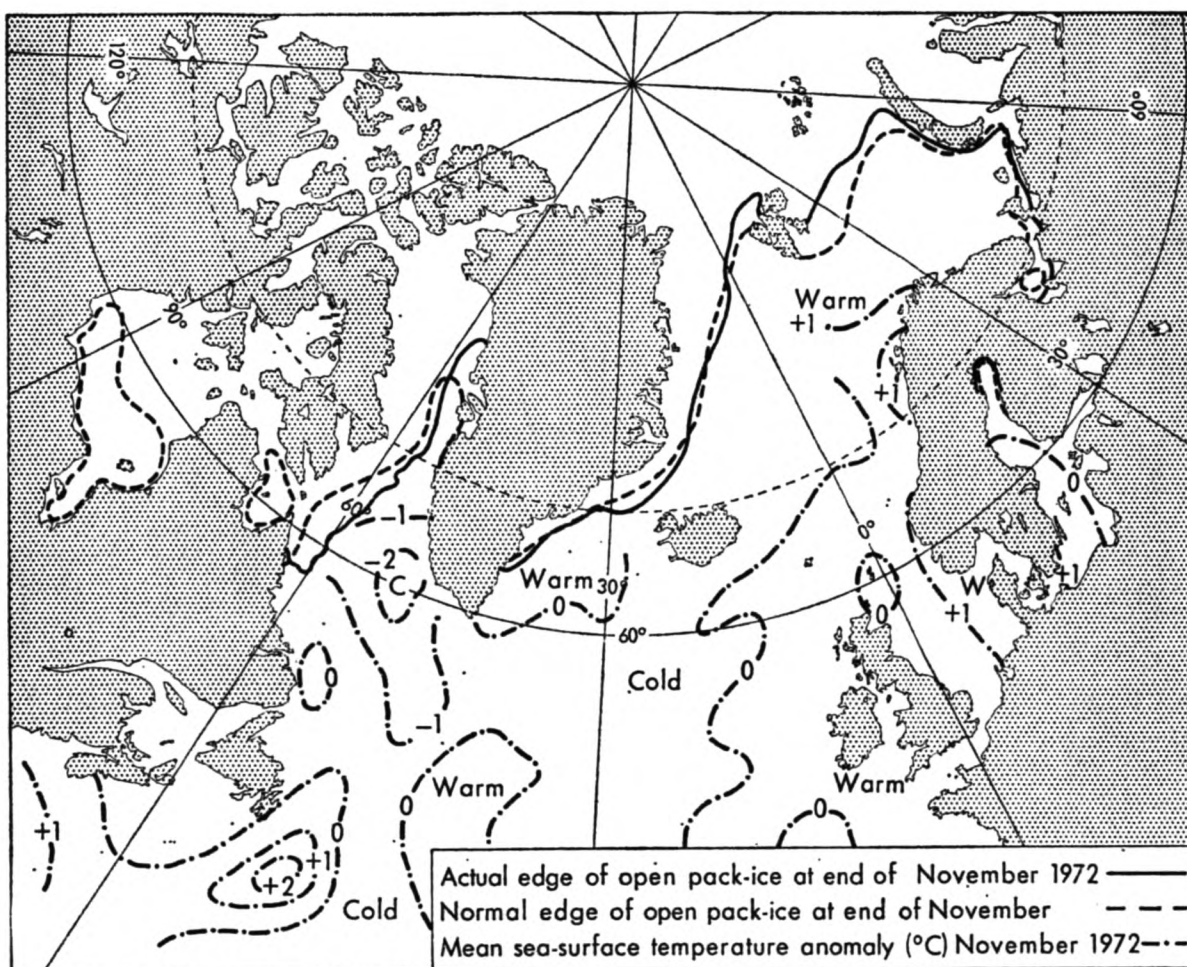 120°
60°
90°
Warm
+1
+1
30°
0
60°
-1
-2
C
Warm 30°
0
60°
0°
0
W
+1
+1
0
Cold
0
-1
+1
Warm
0
0
+1
+2
Cold
Warm
0
Actual edge of open pack-ice at end of November 1972
Normal edge of open pack-ice at end of November
Mean sea-surface temperature anomaly (°C) November 1972